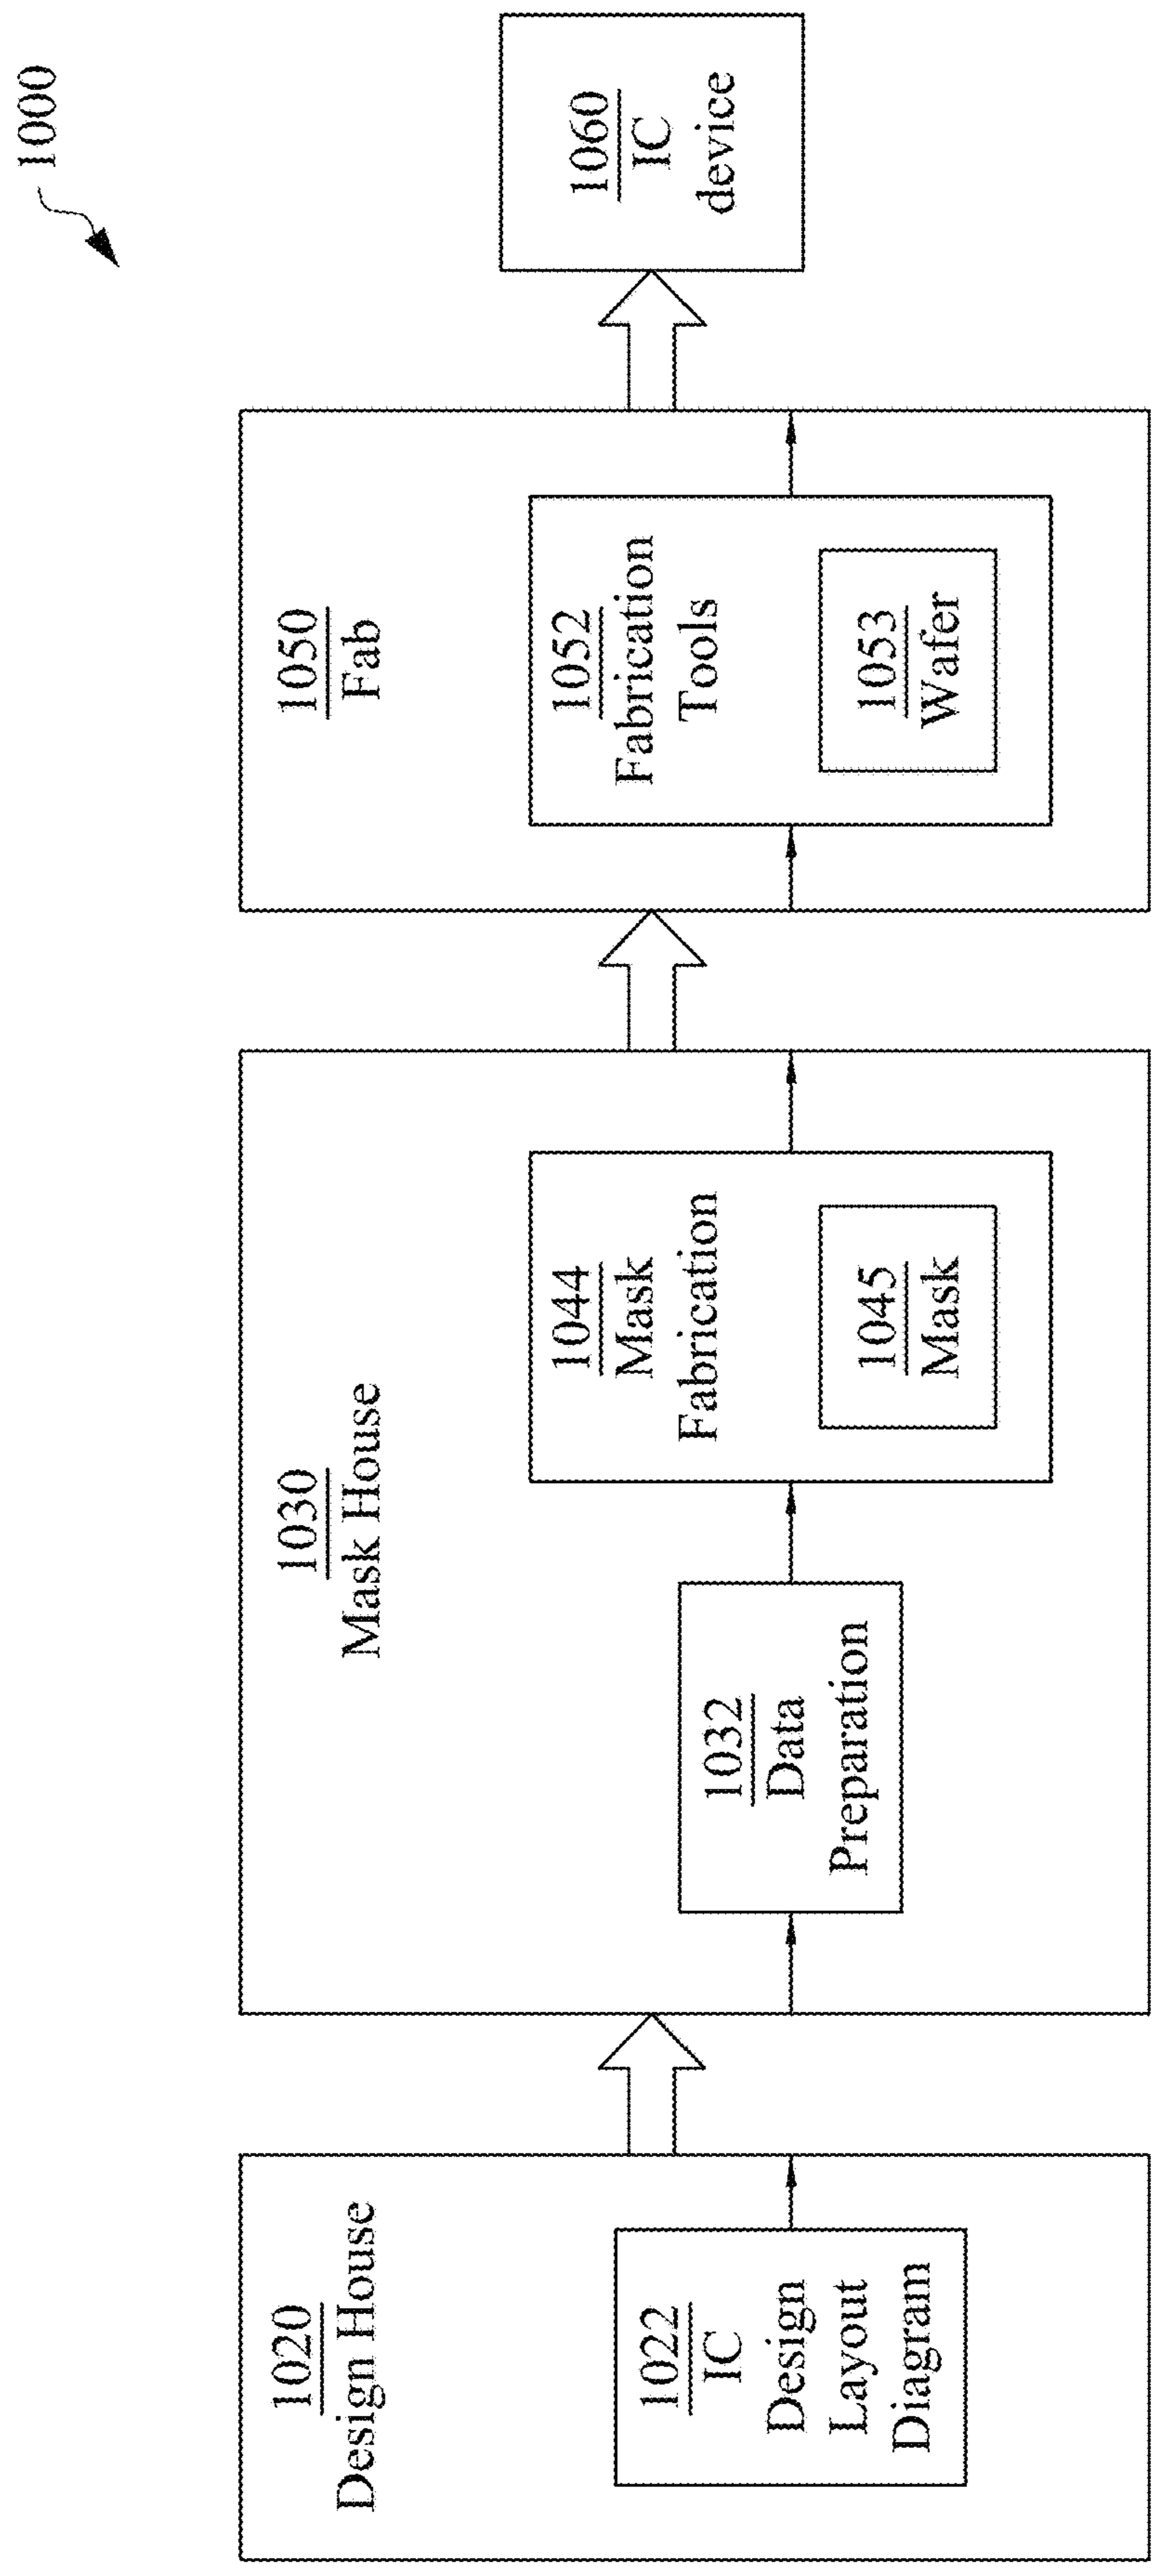 1000
1020
Design House
1022
IC
Design
Layout
Diagram
1030
Mask House
1032
Data
Preparation
1044
Mask
Fabrication
1045
Mask
1050
Fab
1052
Fabrication
Tools
1053
Wafer
1060
IC
device